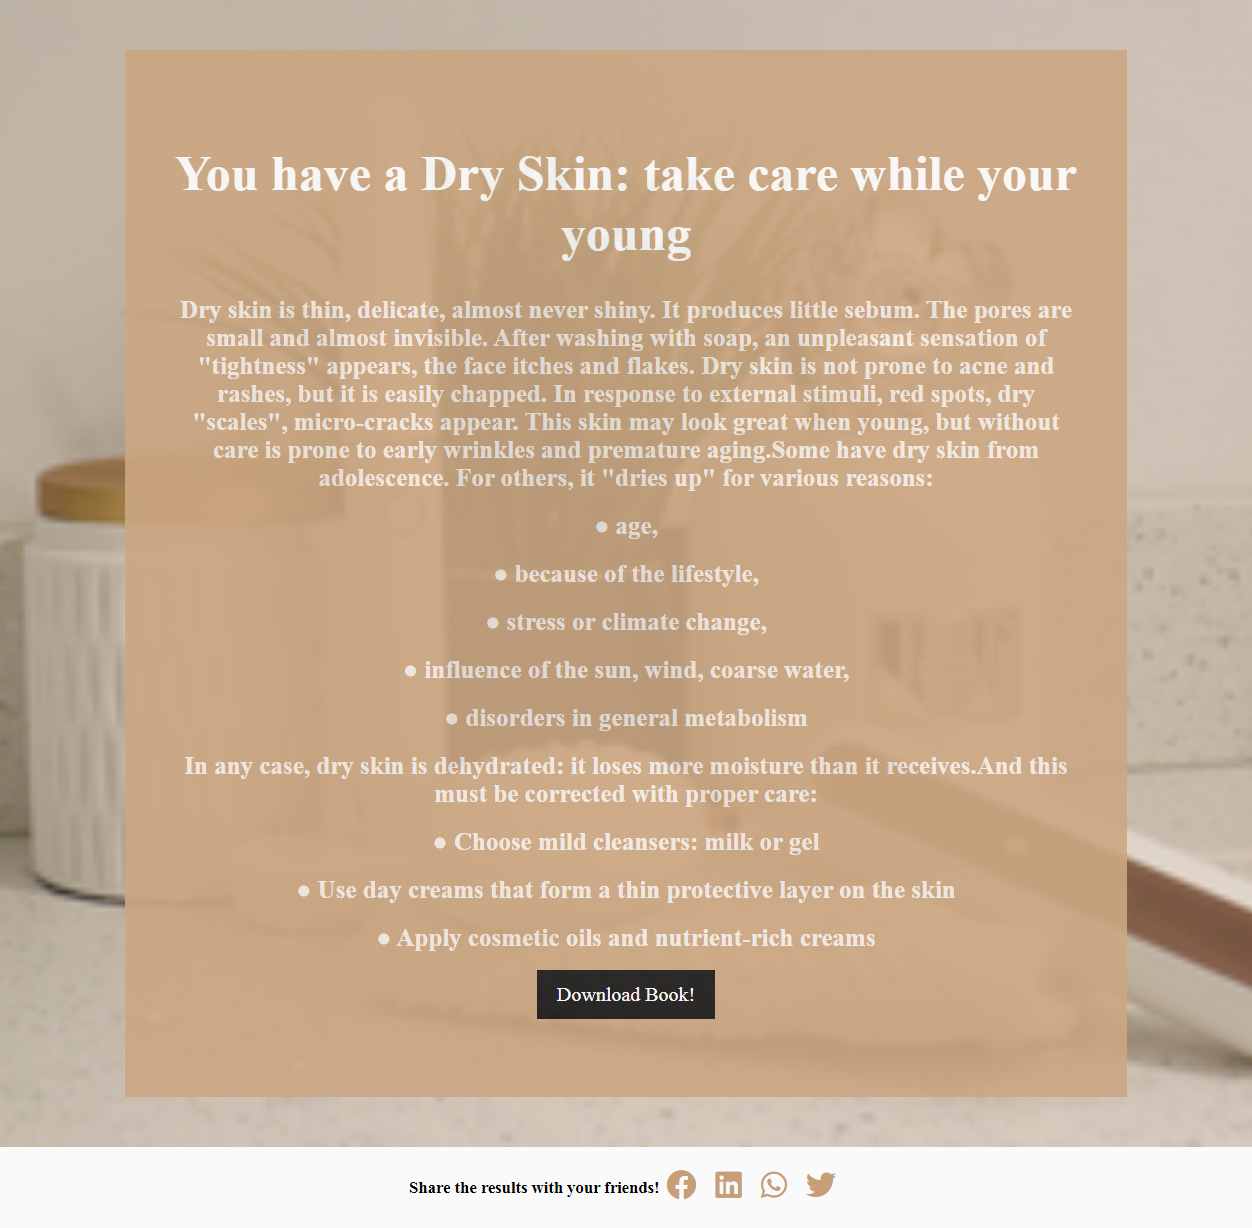 You have a Dry Skin: take care while your
young
Dry skin is thin, delicate, almost never shiny. It produces little sebum. The pores are
small and almost invisible. After washing with soap, an unpleasant sensation of
"tightness" appears, the face itches and flakes. Dry skin is not prone to acne and
rashes, but it is easily chapped. In response to external stimuli, red spots, dry
"scales", micro-cracks appear. This skin may look great when young, but without
care is prone to early wrinkles and premature aging.Some have dry skin from
adolescence. For others, it "dries up" for various reasons:
● age,
● because of the lifestyle,
● stress or climate change,
● influence of the sun, wind, coarse water,
● disorders in general metabolism
In any case, dry skin is dehydrated: it loses more moisture than it receives.And this
must be corrected with proper care:
● Choose mild cleansers: milk or gel
● Use day creams that form a thin protective layer on the skin
● Apply cosmetic oils and nutrient-rich creams
Download Book!
Share the results with your friends!